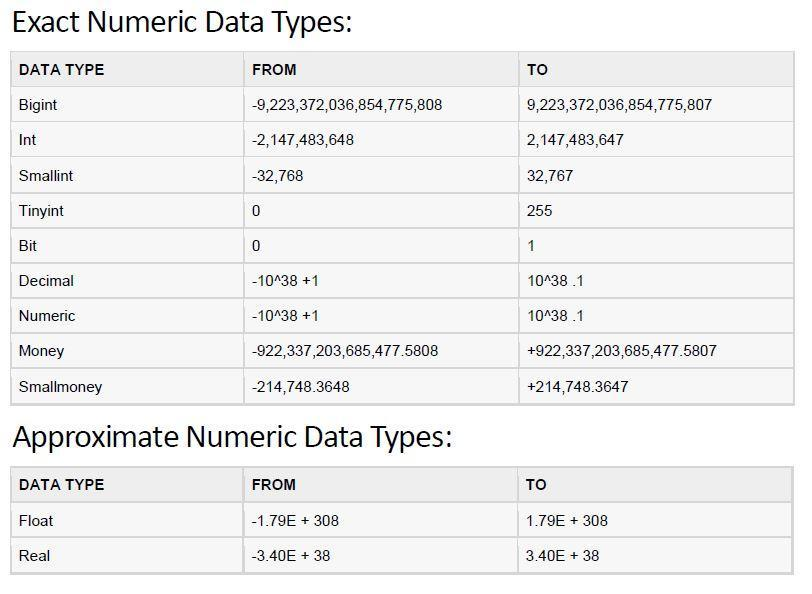 Exact Numeric Data Types:
DATA TYPE FROM TO
Bigint -9,223,372,036,854,775,808 9,223,372,036,854,775,807
Int -2,147,483,648 2,147,483,647
Smallint -32,768 32,767
Tinyint 0 255
Bit 0 1
Decimal -10^38 +1 10^38 .1
Numeric -10^38 +1 10^38 .1
Money -922,337,203,685,477.5808 +922,337,203,685,477.5807
Smallmoney -214,748.3648 +214,748.3647
Approximate Numeric Data Types:
DATA TYPE FROM TO
Float -1.79E + 308 1.79E + 308
Real -3.40E + 38 3.40E + 38